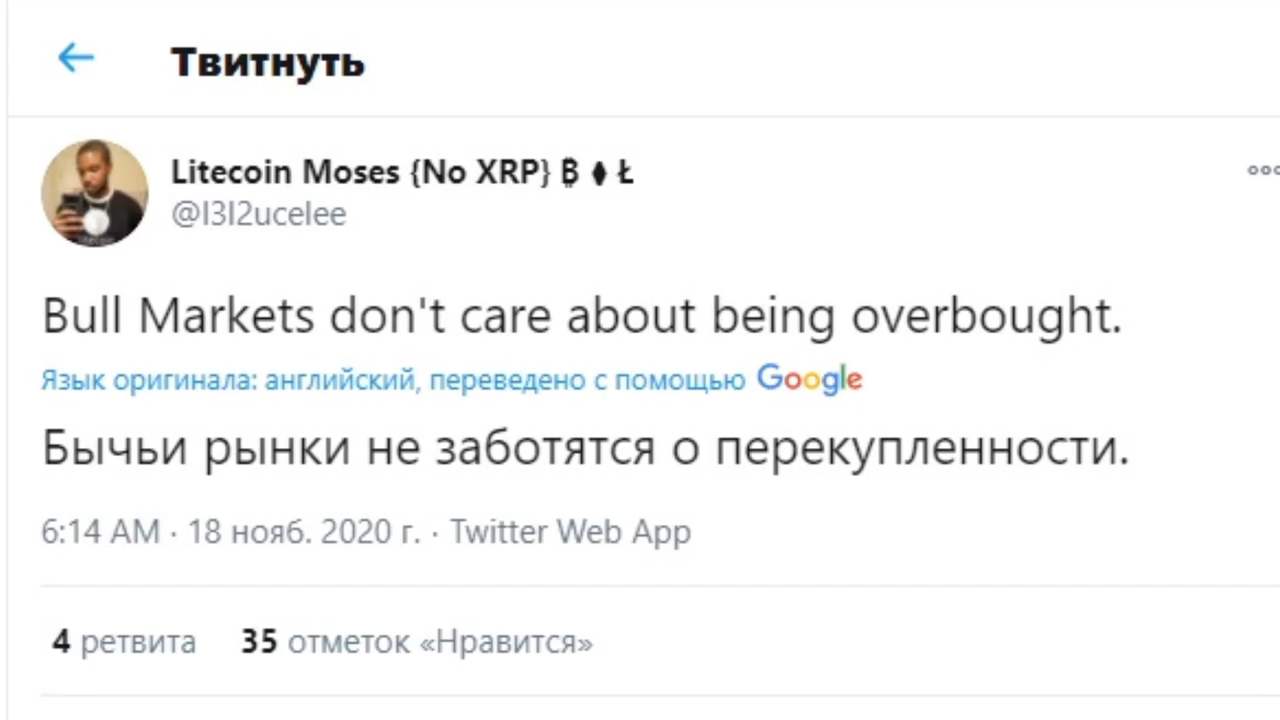 Твитнуть
Litecoin Moses {No XRP} ₿ ⧫ Ł
@I3I2ucelee
Bull Markets don't care about being overbought.
Язык оригинала: английский, переведено с помощью Google
Бычьи рынки не заботятся о перекупленности.
6:14 AM · 18 нояб. 2020 г. · Twitter Web App
4 ретвита 35 отметок «Нравится»